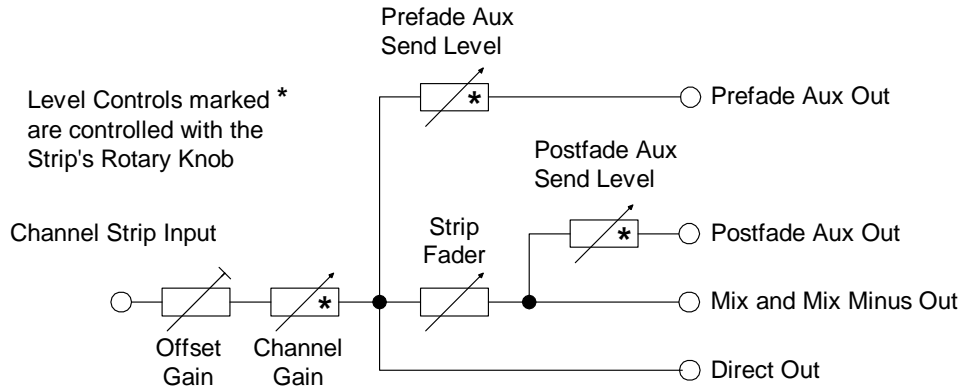 Prefade Aux
Send Level
Level Controls marked *
are controlled with the
Strip's Rotary Knob
*
Prefade Aux Out
Postfade Aux
Send Level
Channel Strip Input
Strip
Fader
*
Postfade Aux Out
*
Mix and Mix Minus Out
Offset
Gain
Channel
Gain
Direct Out